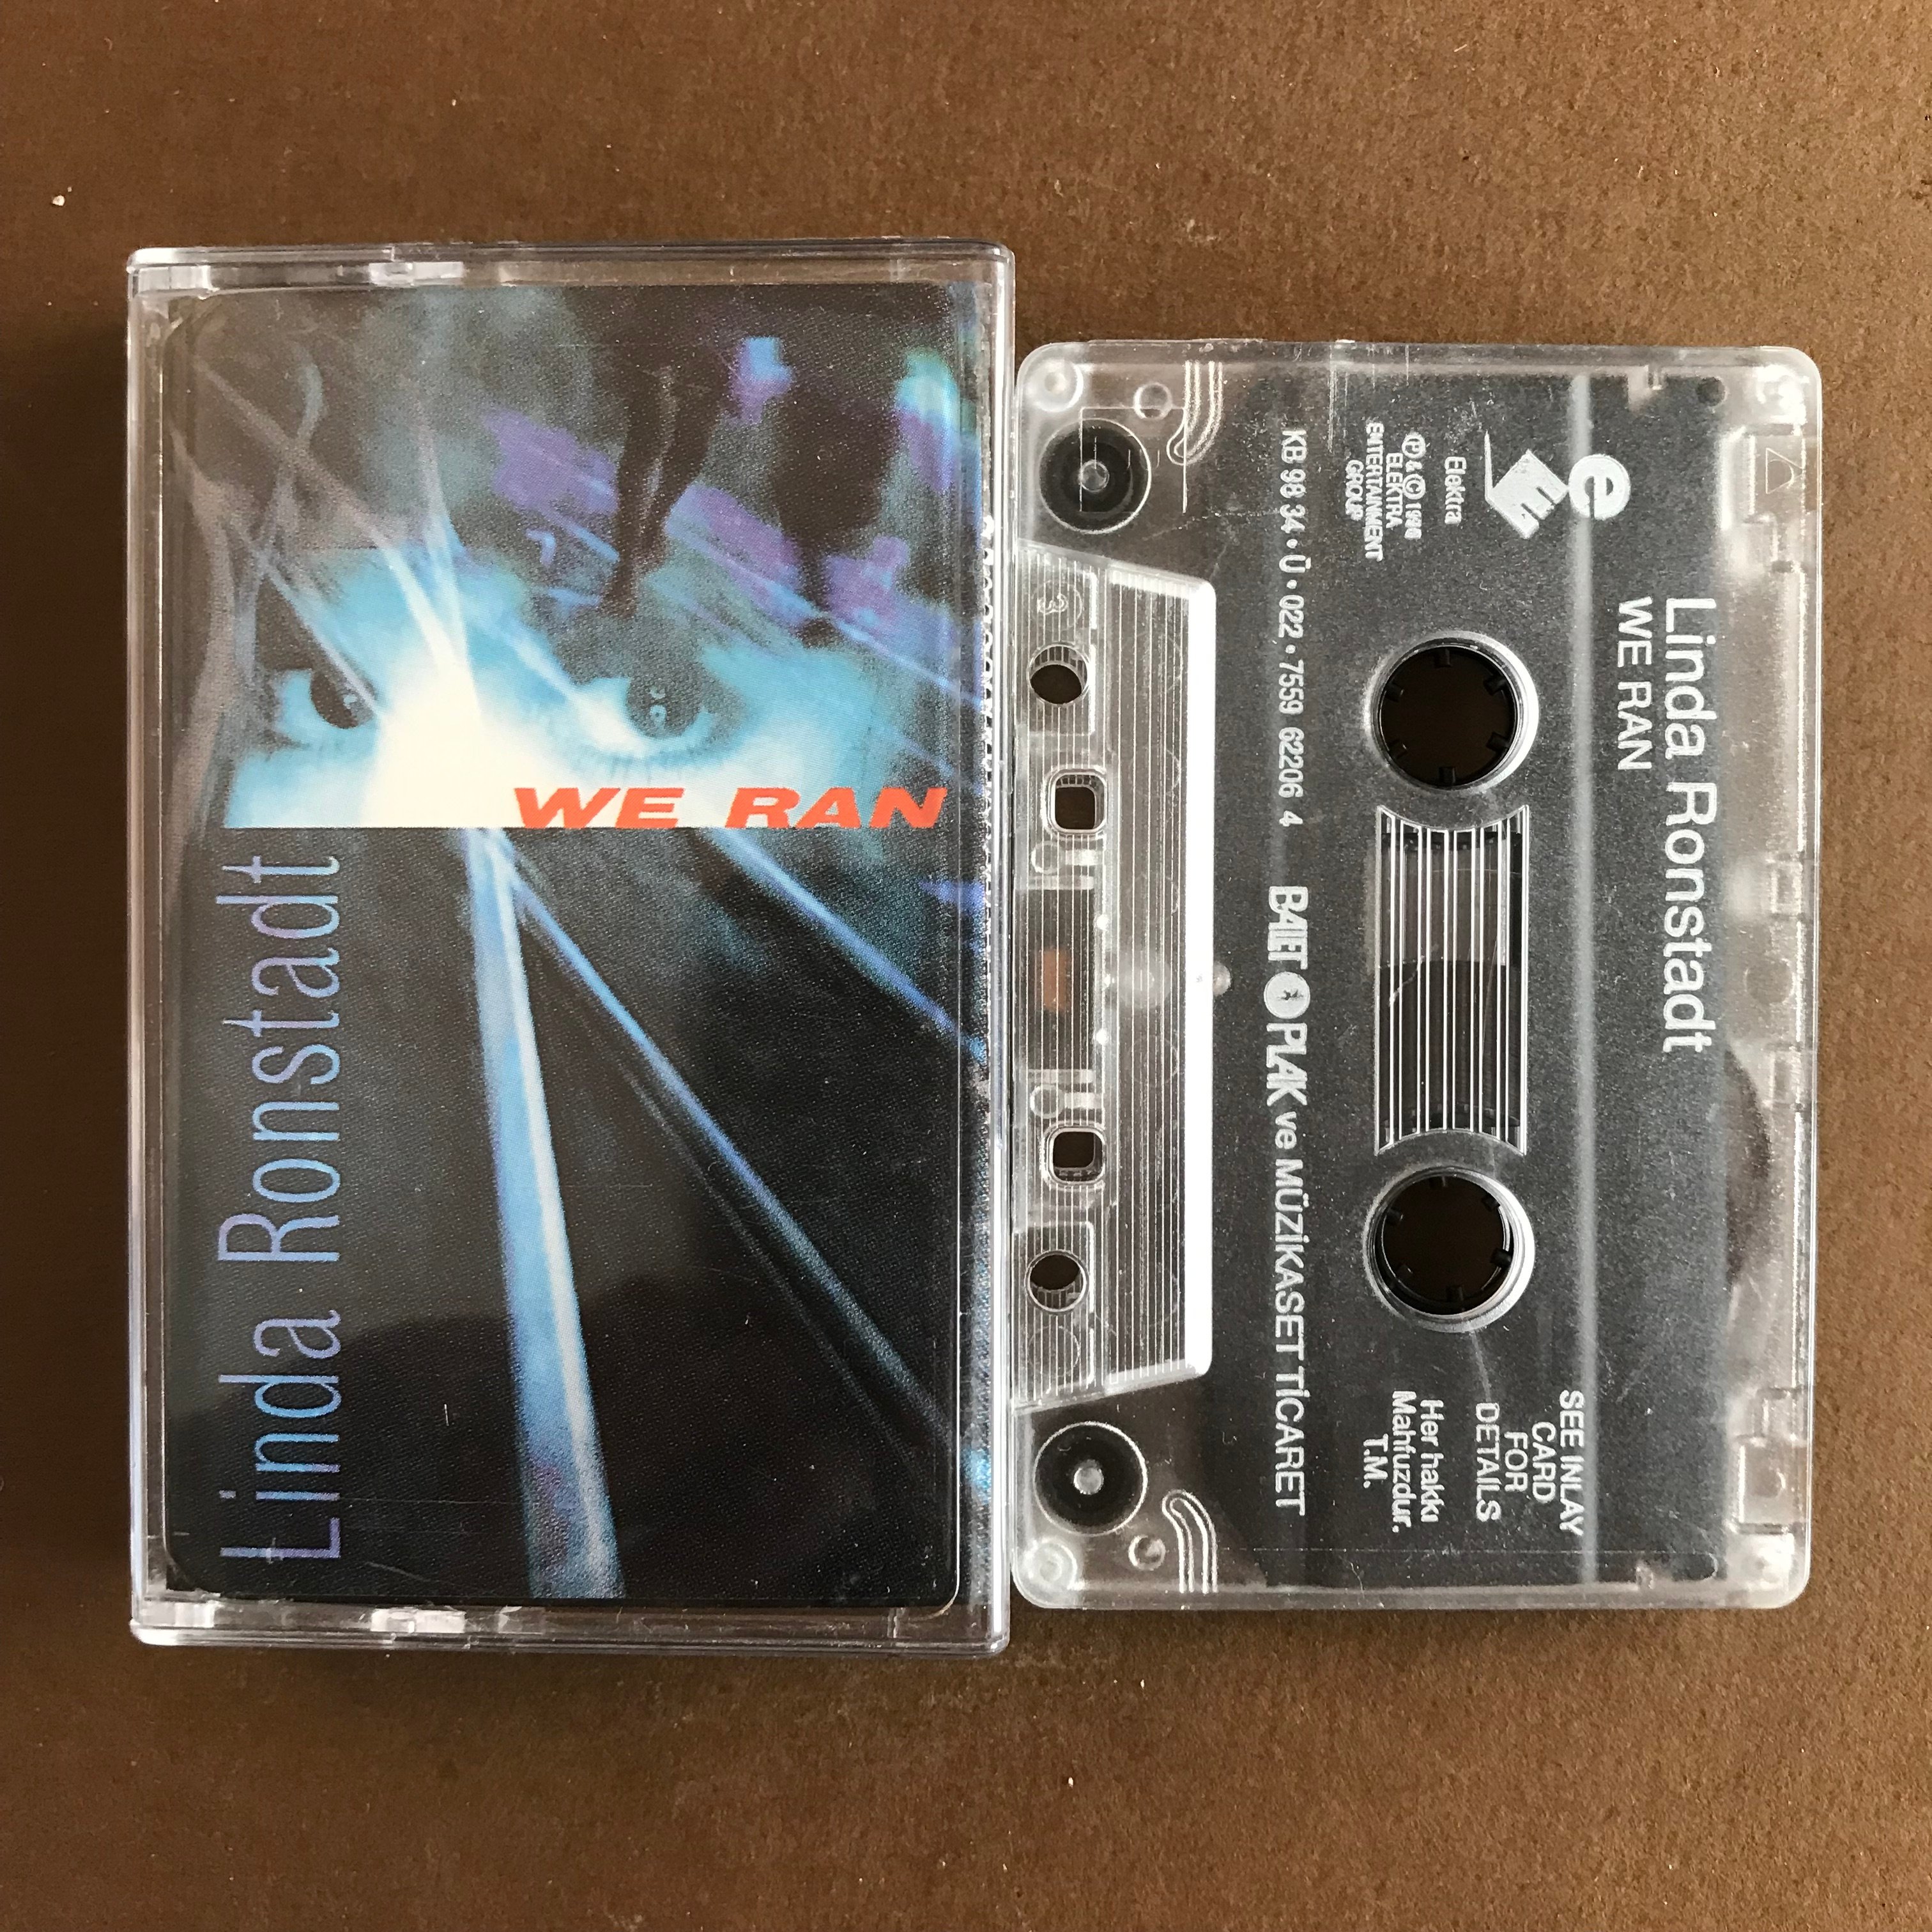 WE RAN
Linda Ronstadt
Linda Ronstadt
WE RAN
e
E
Elektra
℗ & © 1998
ELEKTRA
ENTERTAINMENT
GROUP
SEE INLAY
CARD
FOR
DETAILS
Her hakkı
Mahfuzdur.
T.M.
KB 98 34 • Ü • 022 • 7559 62206 4 BALET PLAK ve MÜZİKASET TİCARET